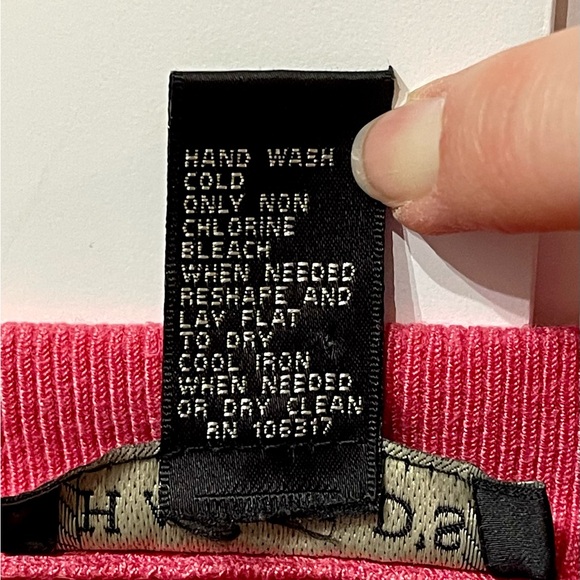 HAND WASH
COLD
ONLY NON
CHLORINE
BLEACH
WHEN NEEDED
RESHAPE AND
LAY FLAT
TO DRY
COOL IRON
WHEN NEEDED
OR DRY CLEAN
RN 106317